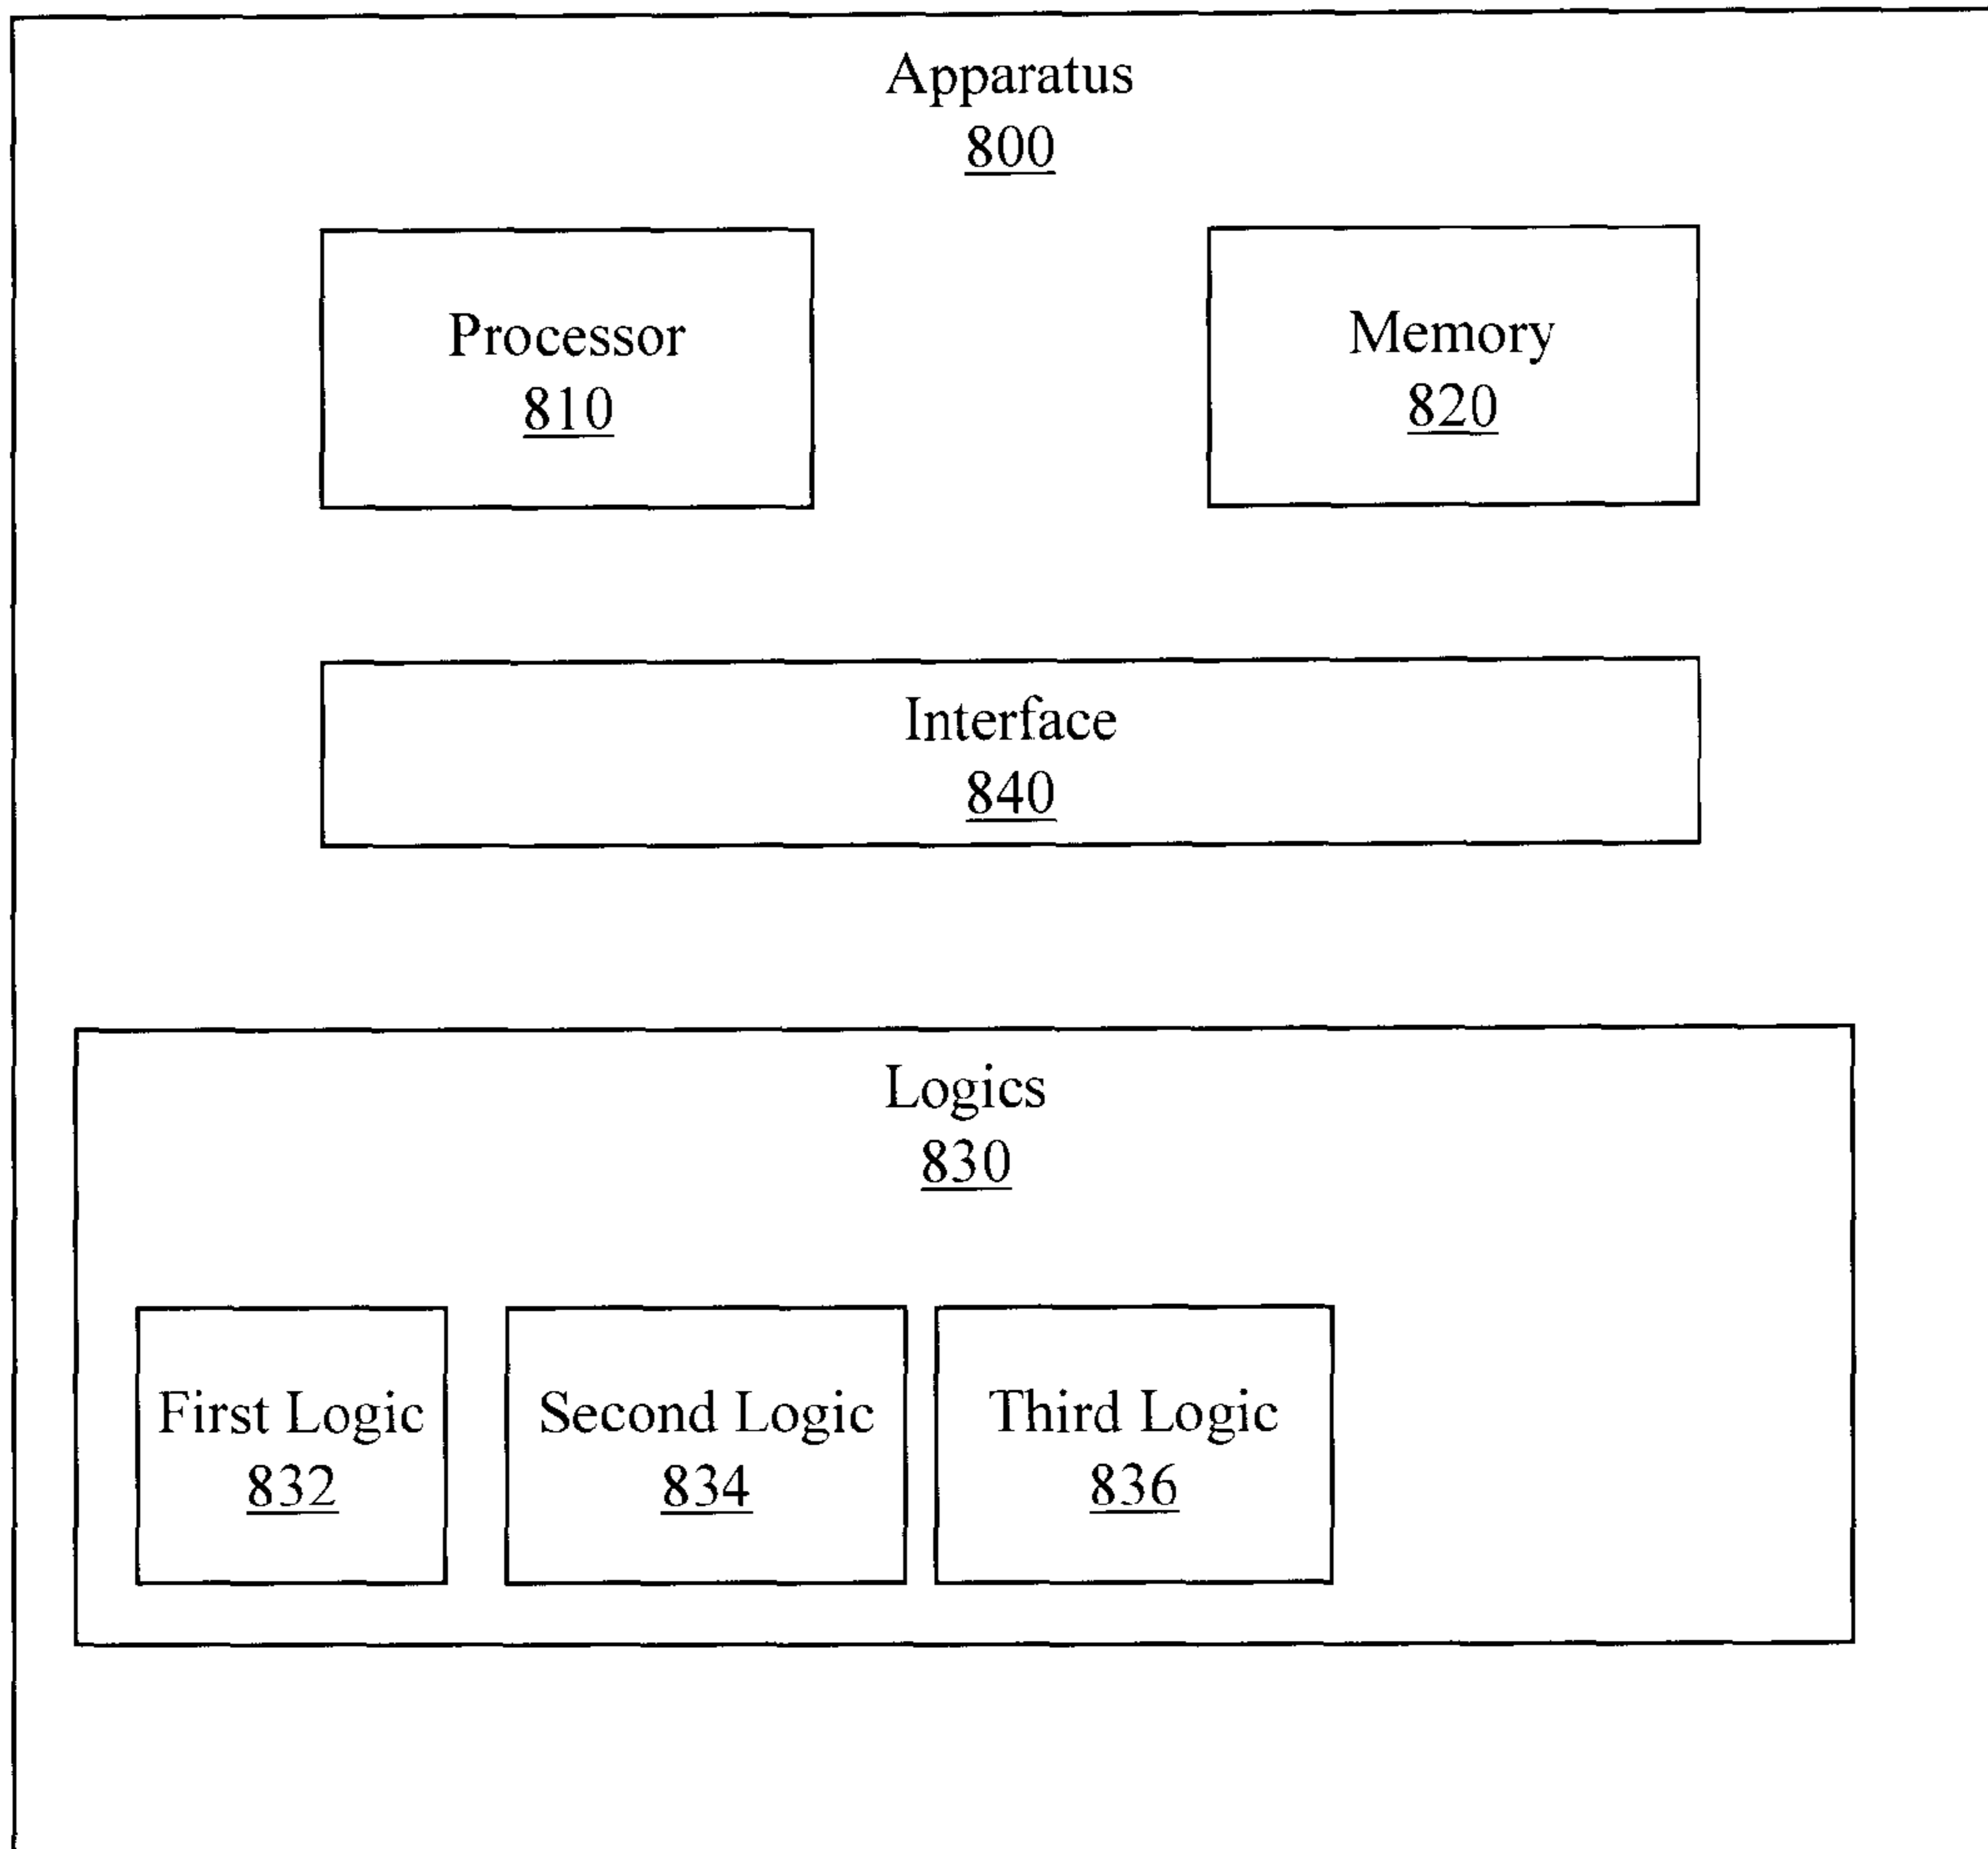 Apparatus
800
Processor
810
Memory
820
Interface
840
Logics
830
First Logic
832
Second Logic
834
Third Logic
836